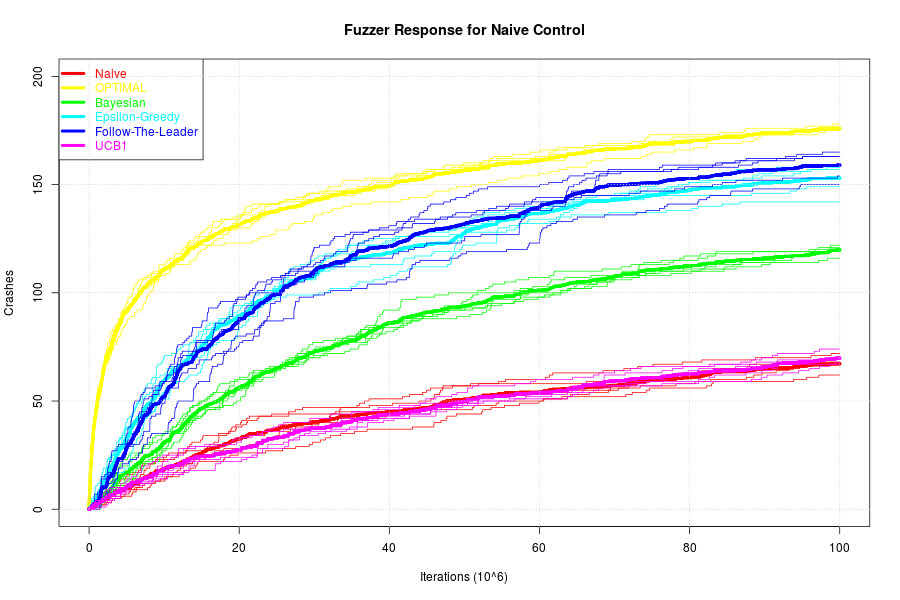 Fuzzer Response for Naive Control
Naive
OPTIMAL
Bayesian
Epsilon-Greedy
Follow-The-Leader
UCB1
200
150
100
50
0
Crashes
0 20 40 60 80 100
Iterations (10^6)